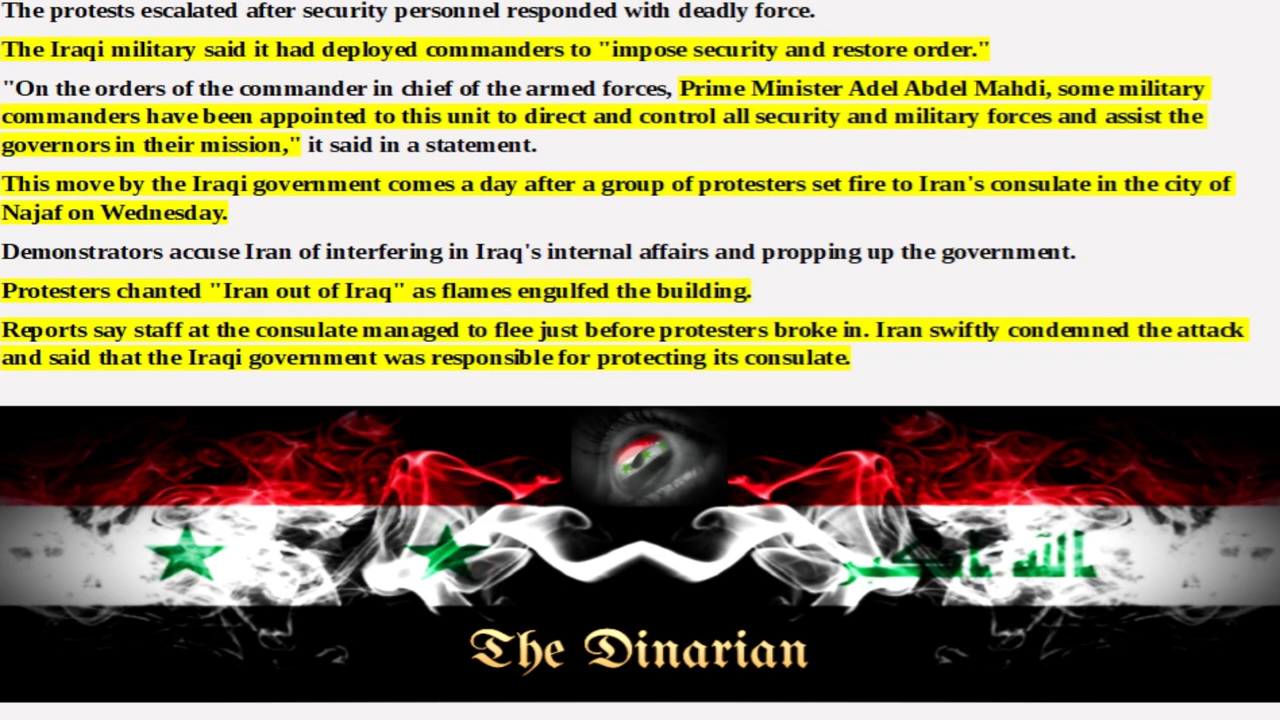 The protests escalated after security personnel responded with deadly force.
The Iraqi military said it had deployed commanders to "impose security and restore order."
"On the orders of the commander in chief of the armed forces, Prime Minister Adel Abdel Mahdi, some military
commanders have been appointed to this unit to direct and control all security and military forces and assist the
governors in their mission," it said in a statement.
This move by the Iraqi government comes a day after a group of protesters set fire to Iran's consulate in the city of
Najaf on Wednesday.
Demonstrators accuse Iran of interfering in Iraq's internal affairs and propping up the government.
Protesters chanted "Iran out of Iraq" as flames engulfed the building.
Reports say staff at the consulate managed to flee just before protesters broke in. Iran swiftly condemned the attack
and said that the Iraqi government was responsible for protecting its consulate.
الله اكبر
The Dinarian